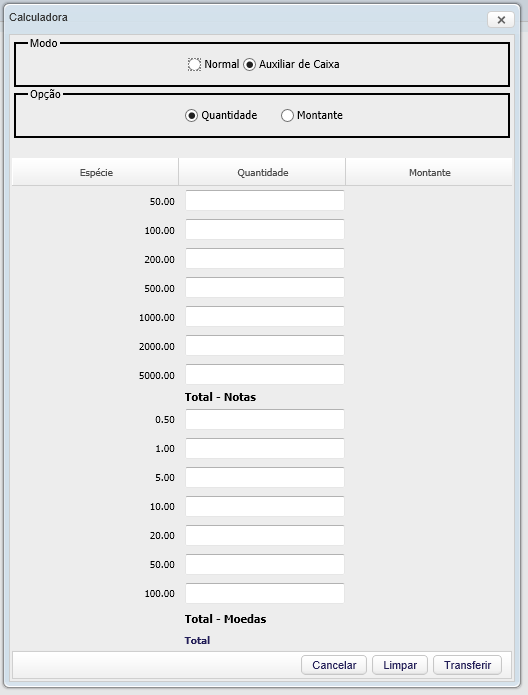 Calculadora
Modo
Normal Auxiliar de Caixa
Opção
Quantidade Montante
Espécie Quantidade Montante
50.00
100.00
200.00
500.00
1000.00
2000.00
5000.00
Total - Notas
0.50
1.00
5.00
10.00
20.00
50.00
100.00
Total - Moedas
Total
Cancelar Limpar Transferir